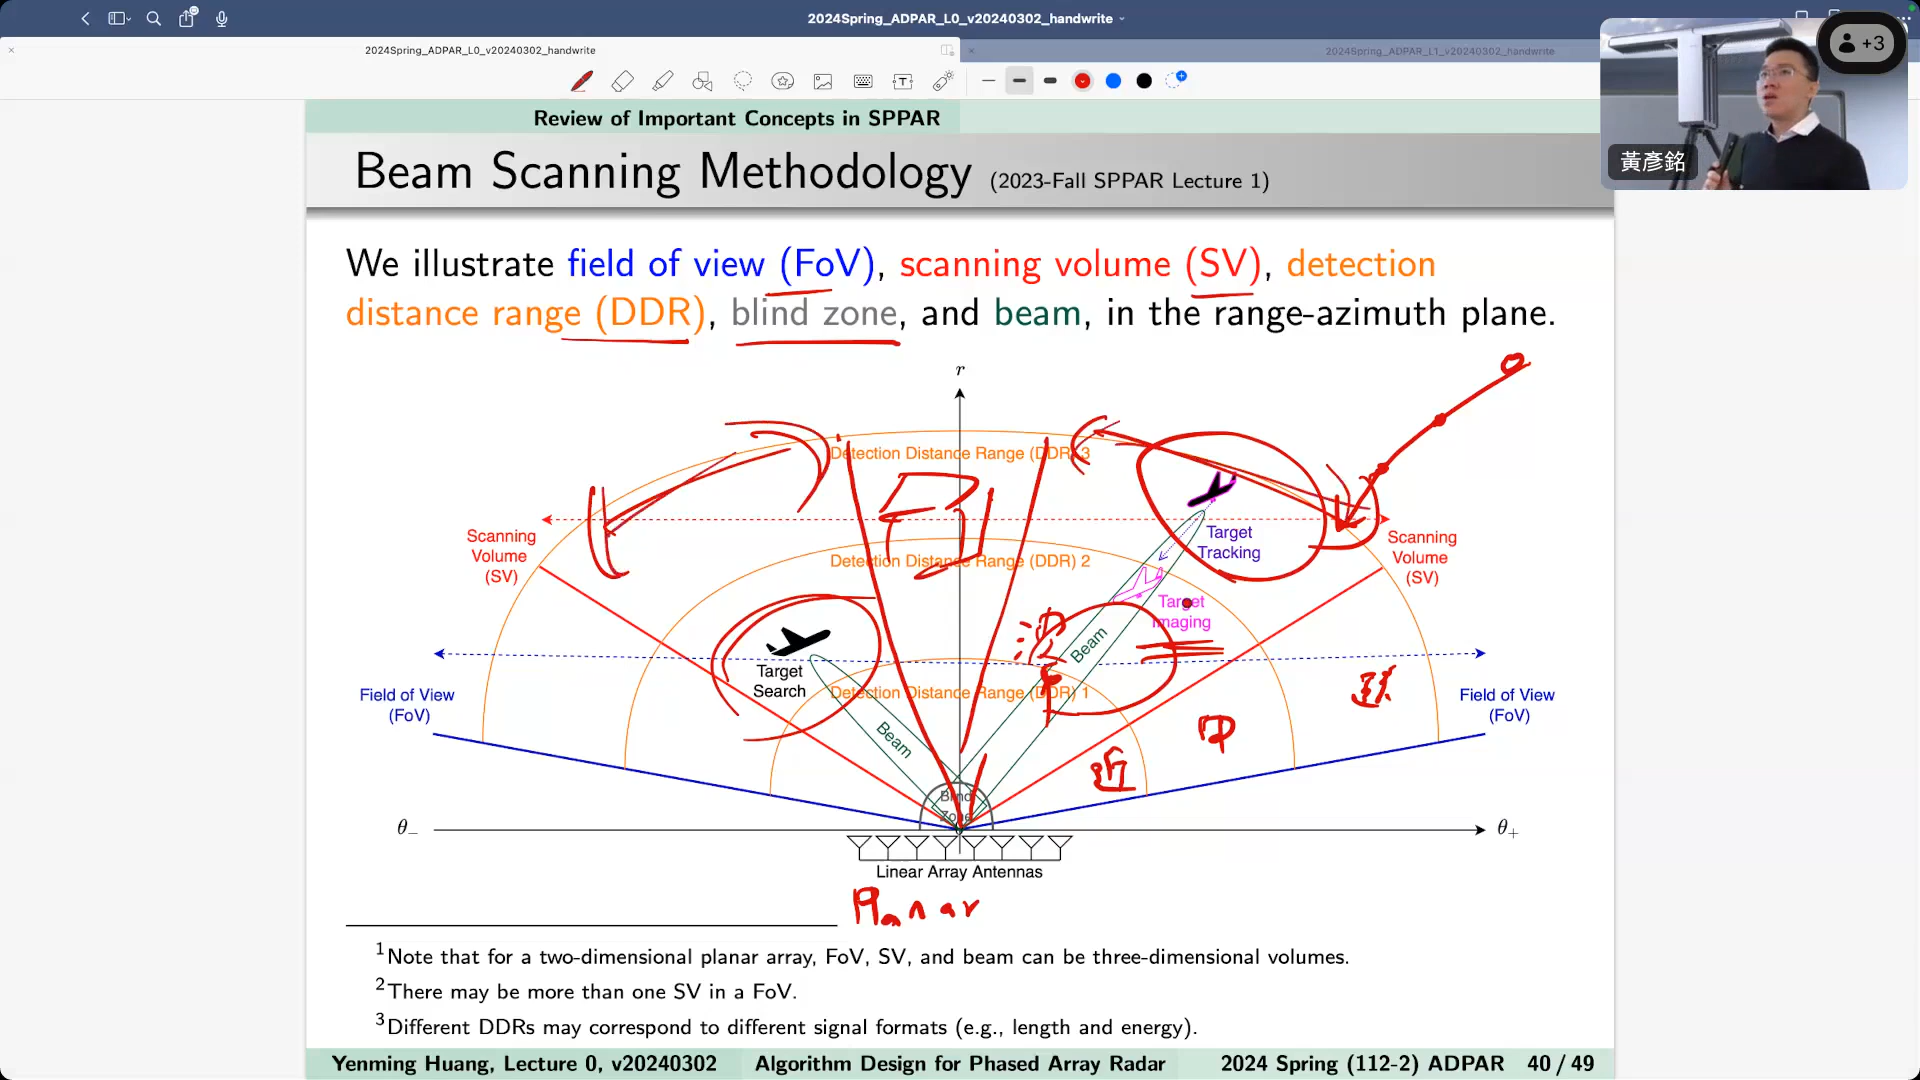 2024Spring_ADPAR_L0_v20240302_handwrite
2024Spring_ADPAR_L0_v20240302_handwrite
2024Spring_ADPAR_L1_v20240302_handwrite
+3
黃彥銘
Review of Important Concepts in SPPAR
Beam Scanning Methodology (2023-Fall SPPAR Lecture 1)
We illustrate field of view (FoV), scanning volume (SV), detection
distance range (DDR), blind zone, and beam, in the range-azimuth plane.
r
Detection Distance Range (DDR) 3
Scanning
Volume
(SV)
Target
Tracking
Scanning
Volume
(SV)
Detection Distance Range (DDR) 2
Target
Imaging
波
Beam
Target
Search
Detection Distance Range (DDR) 1
Field of View
(FoV)
Field of View
(FoV)
Beam
中
近
Blind
Zone
θ−
θ+
Linear Array Antennas
Planar
1Note that for a two-dimensional planar array, FoV, SV, and beam can be three-dimensional volumes.
2There may be more than one SV in a FoV.
3Different DDRs may correspond to different signal formats (e.g., length and energy).
Yenming Huang, Lecture 0, v20240302 Algorithm Design for Phased Array Radar 2024 Spring (112-2) ADPAR 40 / 49